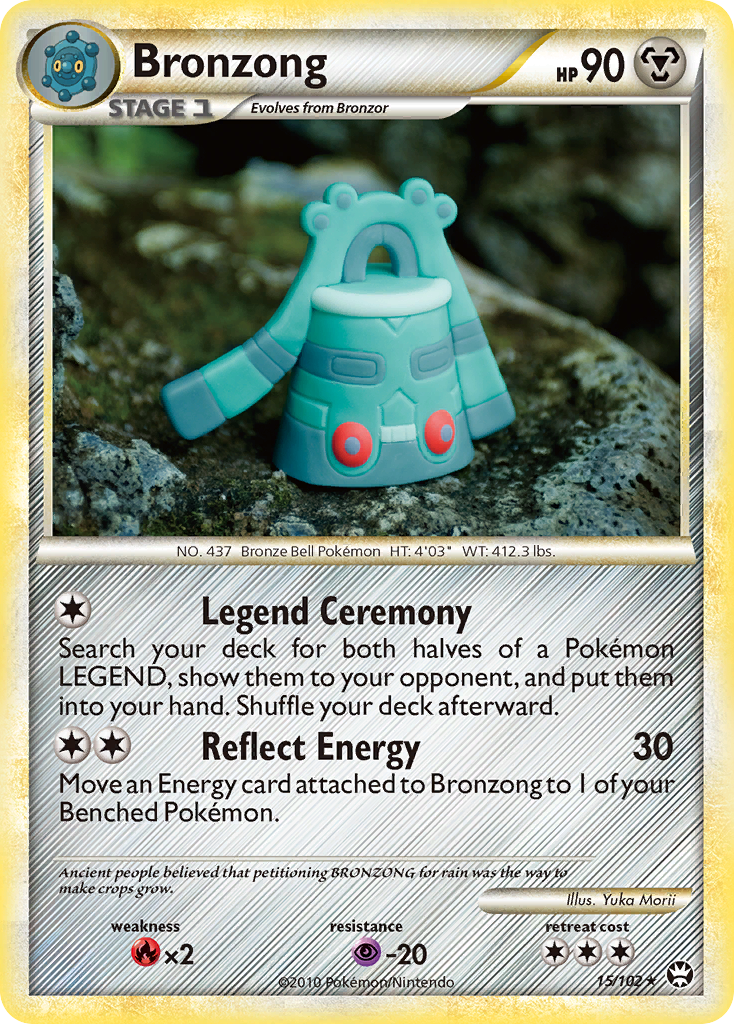 Bronzong
HP 90
STAGE 1
Evolves from Bronzor
NO. 437 Bronze Bell Pokémon HT: 4'03" WT: 412.3 lbs.
Legend Ceremony
Search your deck for both halves of a Pokémon
LEGEND, show them to your opponent, and put them
into your hand. Shuffle your deck afterward.
Reflect Energy 30
Move an Energy card attached to Bronzong to 1 of your
Benched Pokémon.
Ancient people believed that petitioning BRONZONG for rain was the way to
make crops grow.
Illus. Yuka Morii
weakness resistance retreat cost
×2 -20
©2010 Pokémon/Nintendo 15/102 ★